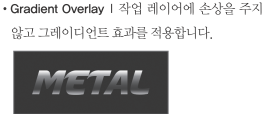 • Gradient Overlay | 작업 레이어에 손상을 주지
않고 그레이디언트 효과를 적용합니다.
METAL